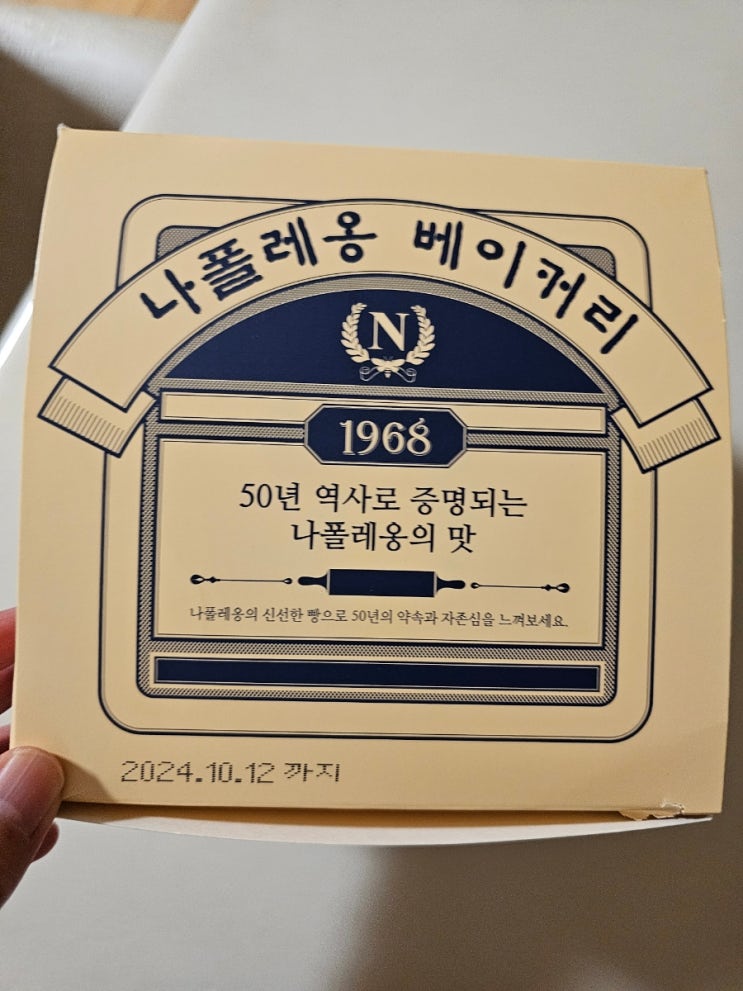 나폴레옹 베이커리
N
1968
50년 역사로 증명되는
나폴레옹의 맛
나폴레옹의 신선한 빵으로 50년의 약속과 자존심을 느껴보세요.
2024.10.12 까지